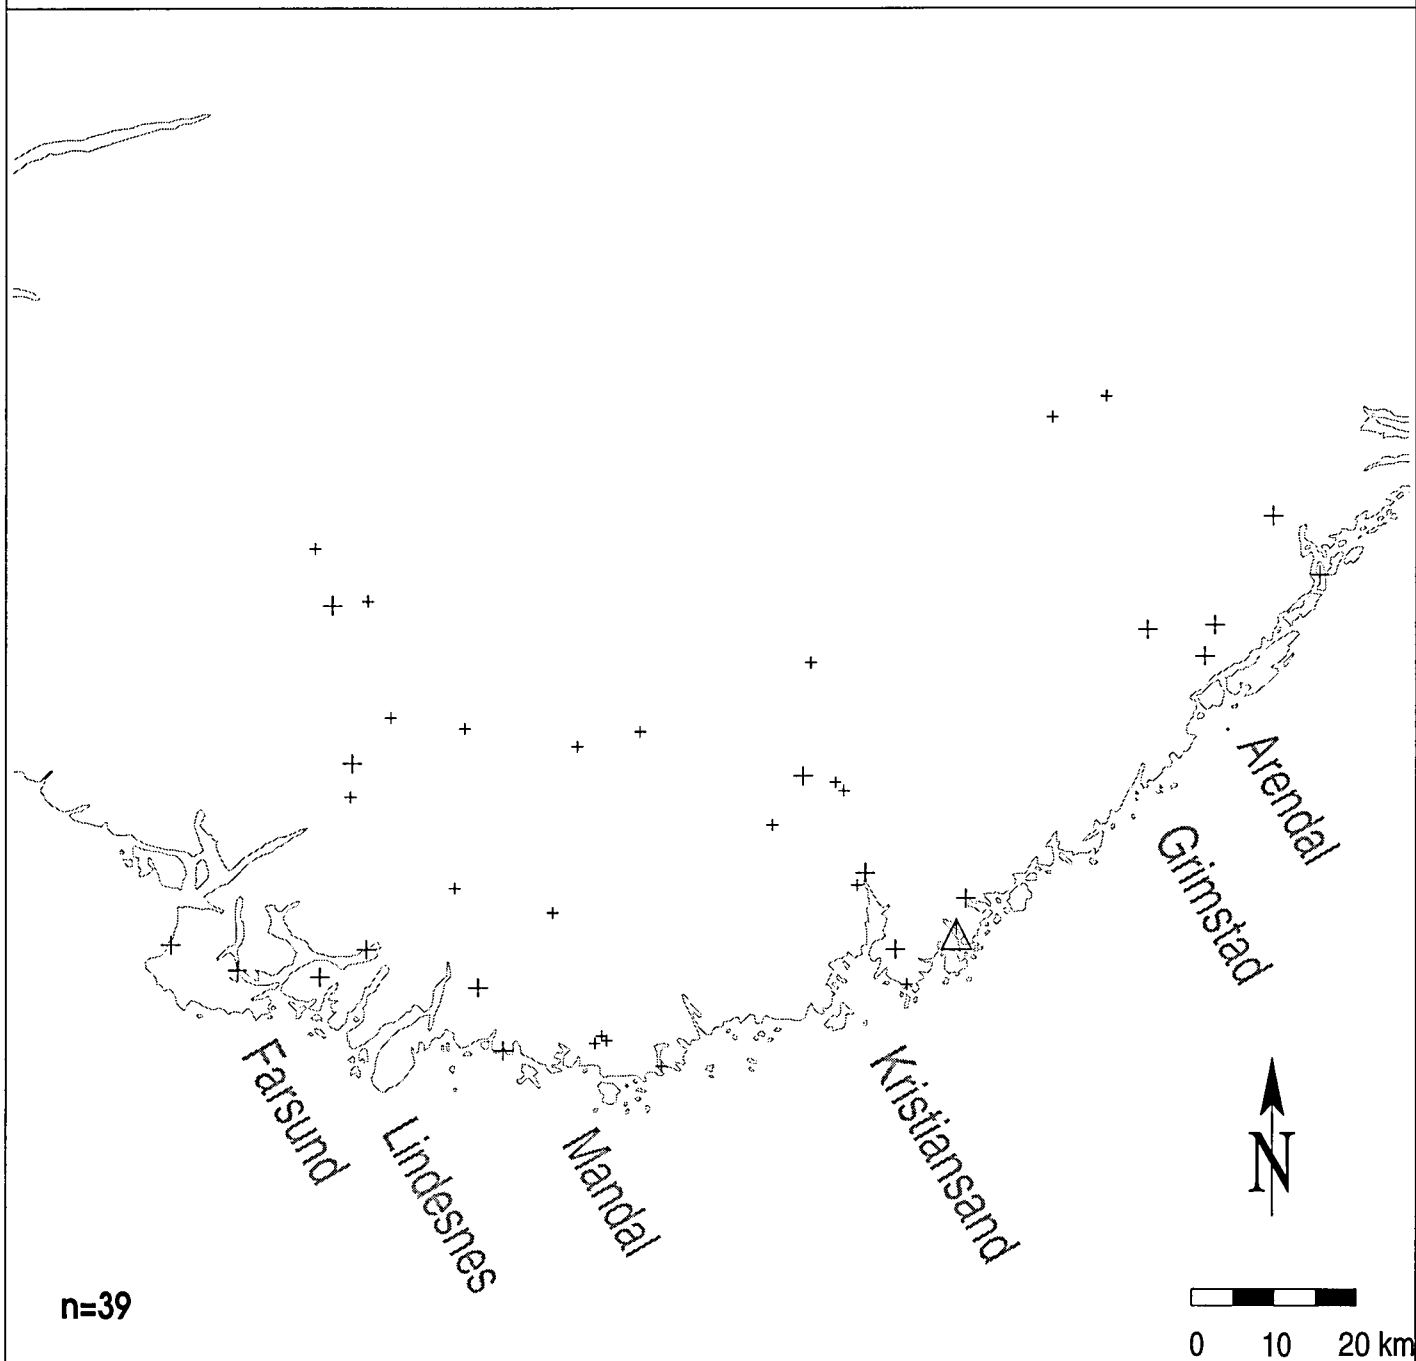 Arendal
Grimstad
Kristiansand
Mandal
Lindesnes
Farsund
N
n=39
0 10 20 km